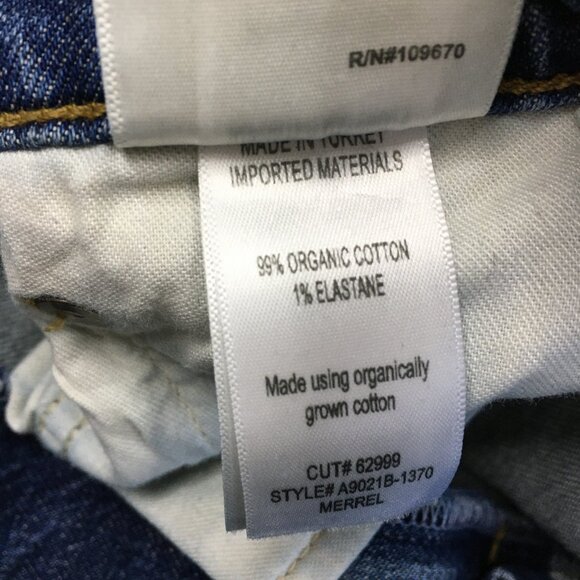 R/N#109670
MADE IN TURKEY
IMPORTED MATERIALS
99% ORGANIC COTTON
1% ELASTANE
Made using organically
grown cotton
CUT# 62999
STYLE# A9021B-1370
MERREL